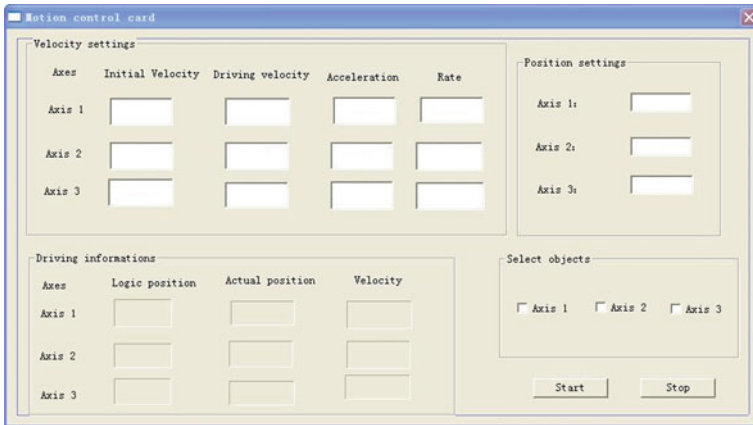 Motion control card
Velocity settings
Axes Initial Velocity Driving velocity Acceleration Rate
Axis 1
Axis 2
Axis 3
Position settings
Axis 1:
Axis 2:
Axis 3:
Driving informations
Axes Logic position Actual position Velocity
Axis 1
Axis 2
Axis 3
Select objects
Axis 1 Axis 2 Axis 3
Start Stop